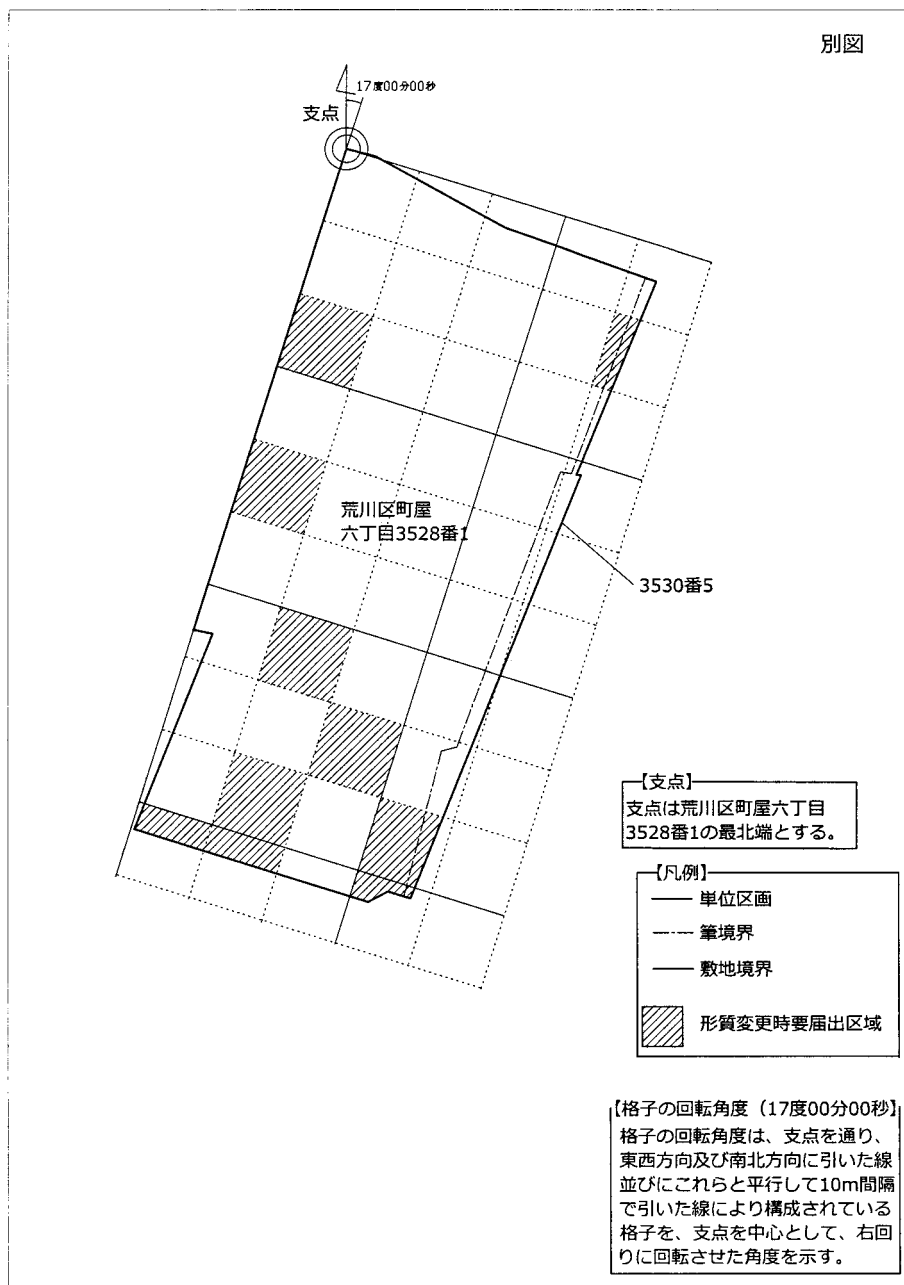 別図
17度00分00秒
支点
荒川区町屋
六丁目3528番1
3530番5
【支点】
支点は荒川区町屋六丁目
3528番1の最北端とする。
【凡例】
単位区画
筆境界
敷地境界
形質変更時要届出区域
【格子の回転角度（17度00分00秒）】
格子の回転角度は、支点を通り、
東西方向及び南北方向に引いた線
並びにこれらと平行して10m間隔
で引いた線により構成されている
格子を、支点を中心として、右回
りに回転させた角度を示す。